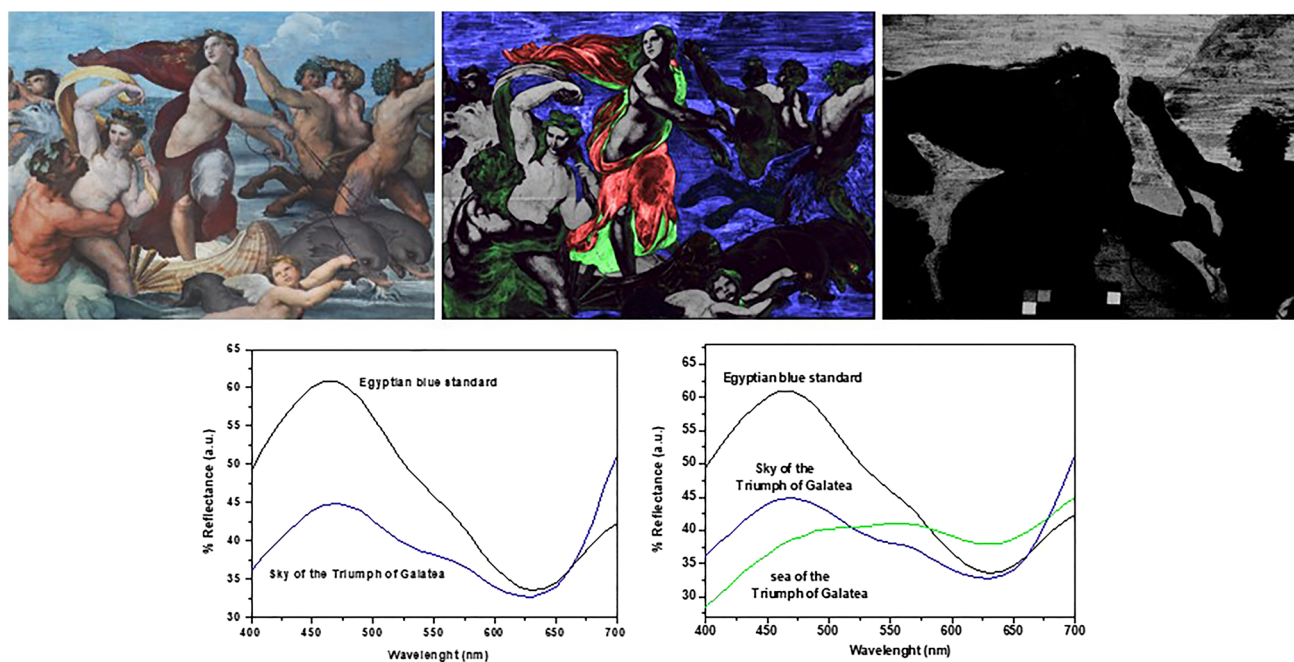 65
60
55
50
45
40
35
30
% Reflectance (a.u.)
Egyptian blue standard
Sky of the Triumph of Galatea
400 450 500 550 600 650 700
Wavelenght (nm)
65
60
55
50
45
40
35
30
% Reflectance (a.u.)
Egyptian blue standard
Sky of the
Triumph of Galatea
sea of the
Triumph of Galatea
400 450 500 550 600 650 700
Wavelenght (nm)